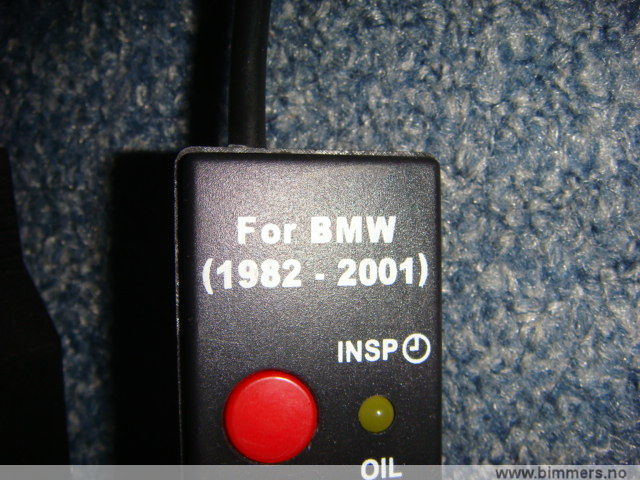 For BMW
(1982 - 2001)
INSP
OIL
www.bimmers.no